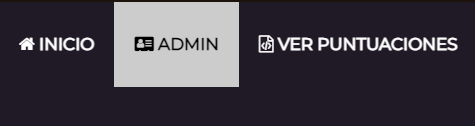 INICIO ADMIN VER PUNTUACIONES